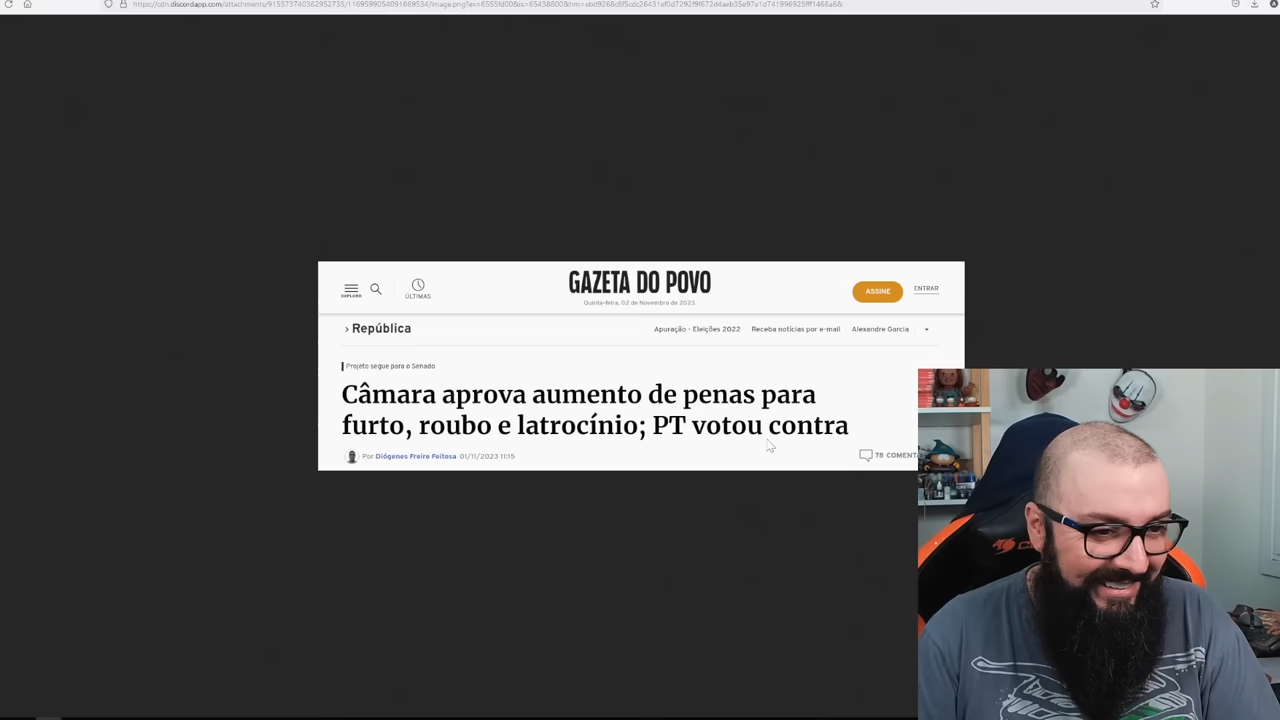 GAZETA DO POVO
EXPLORE
ÚLTIMAS
Quinta-feira, 02 de Novembro de 2023.
ASSINE
ENTRAR
› República
Apuração - Eleições 2022
Receba notícias por e-mail
Alexandre Garcia
Projeto segue para o Senado
Câmara aprova aumento de penas para
furto, roubo e latrocínio; PT votou contra
Por Diógenes Freire Feitosa 01/11/2023 11:15
78 COMENTA